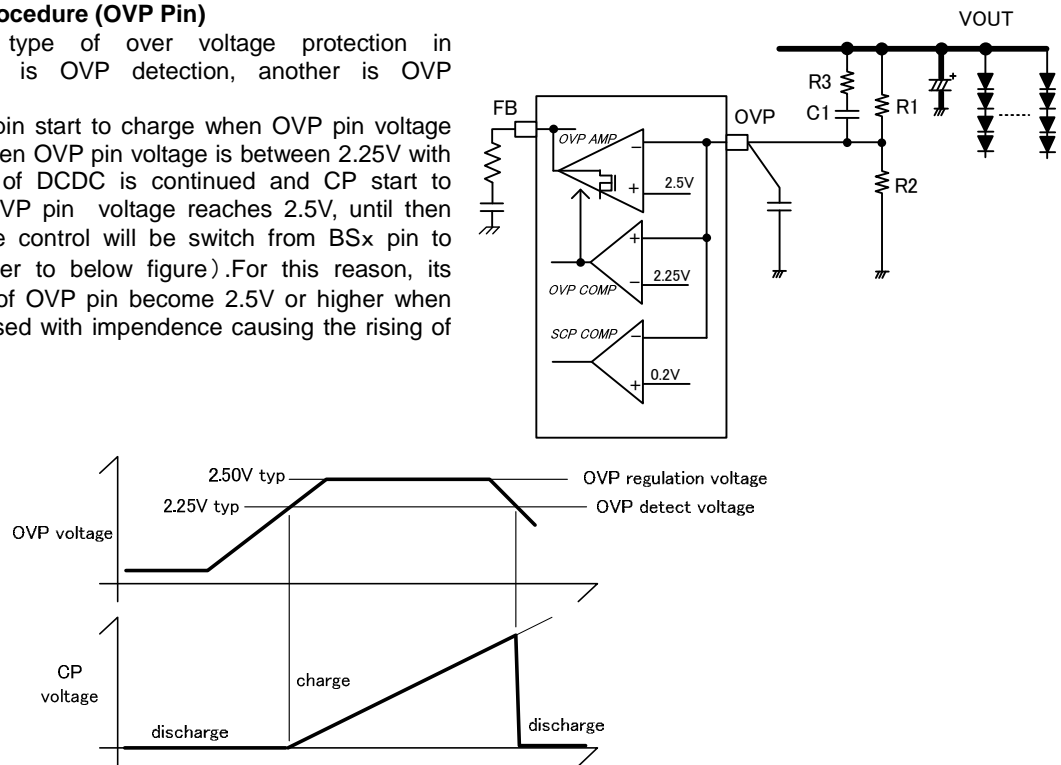 ocedure (OVP Pin)
type of over voltage protection in
is OVP detection, another is OVP
pin start to charge when OVP pin voltage
en OVP pin voltage is between 2.25V with
of DCDC is continued and CP start to
VP pin voltage reaches 2.5V, until then
e control will be switch from BSx pin to
er to below figure）.For this reason, its
of OVP pin become 2.5V or higher when
sed with impendence causing the rising of
VOUT
R3
C1
R1
R2
FB
OVP
OVP AMP
−
+
2.5V
+
−
2.25V
OVP COMP
SCP COMP
−
+
0.2V
+
2.50V typ
OVP regulation voltage
2.25V typ
OVP detect voltage
OVP voltage
CP
voltage
charge
discharge
discharge